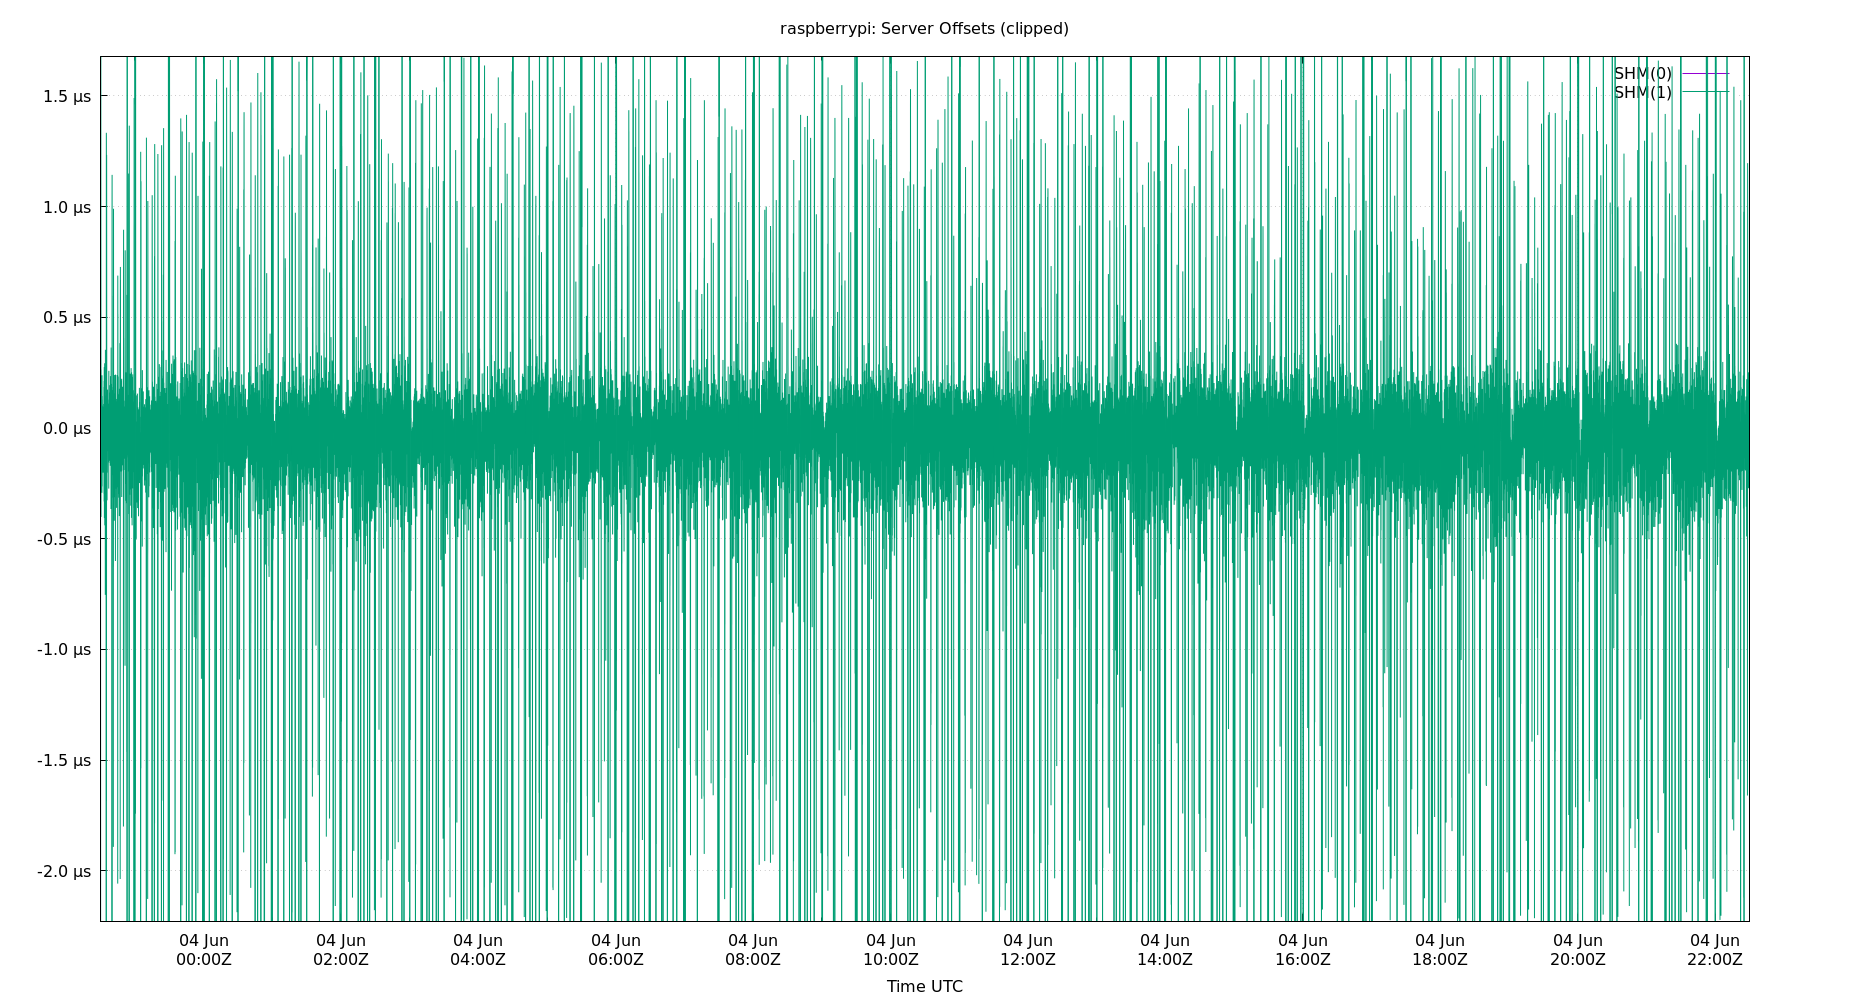 raspberrypi: Server Offsets (clipped)
SHM(0)
SHM(1)
1.5 µs
1.0 µs
0.5 µs
0.0 µs
-0.5 µs
-1.0 µs
-1.5 µs
-2.0 µs
04 Jun 04 Jun 04 Jun 04 Jun 04 Jun 04 Jun 04 Jun 04 Jun 04 Jun 04 Jun 04 Jun 04 Jun
00:00Z 02:00Z 04:00Z 06:00Z 08:00Z 10:00Z 12:00Z 14:00Z 16:00Z 18:00Z 20:00Z 22:00Z
Time UTC